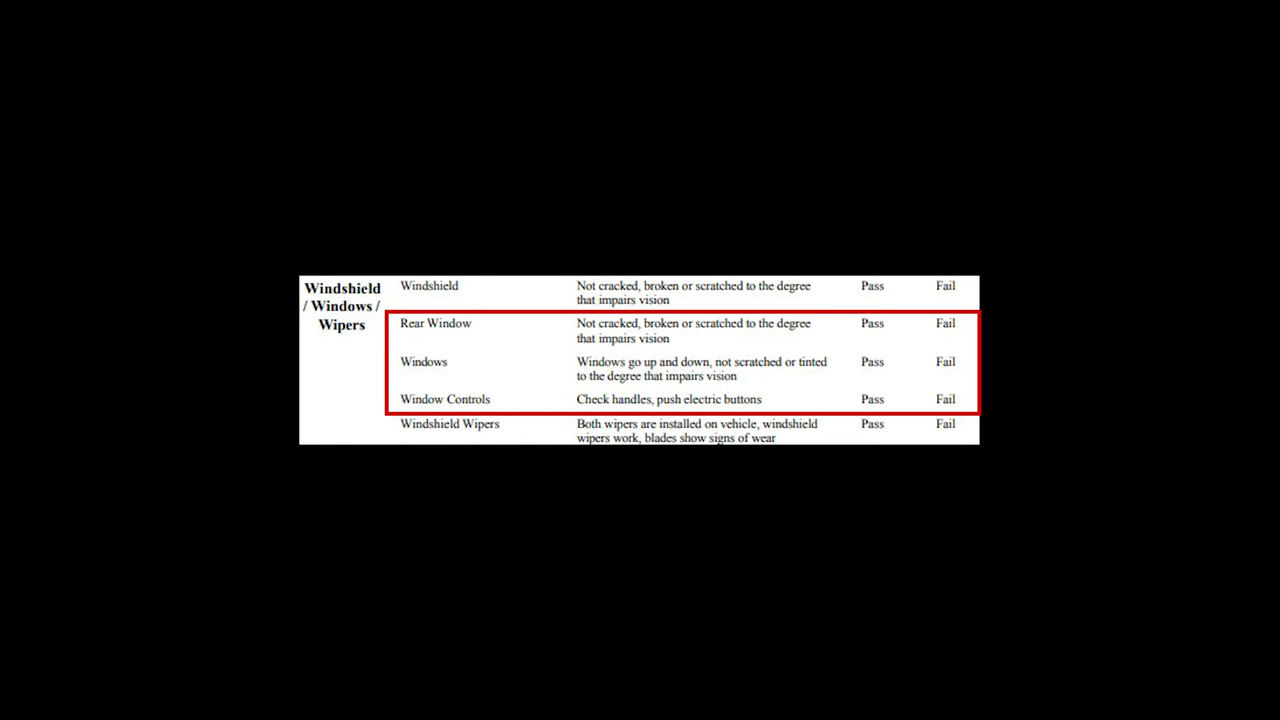 Windshield
/ Windows /
Wipers
Windshield Not cracked, broken or scratched to the degree Pass Fail
that impairs vision
Rear Window Not cracked, broken or scratched to the degree Pass Fail
that impairs vision
Windows Windows go up and down, not scratched or tinted Pass Fail
to the degree that impairs vision
Window Controls Check handles, push electric buttons Pass Fail
Windshield Wipers Both wipers are installed on vehicle, windshield Pass Fail
wipers work, blades show signs of wear